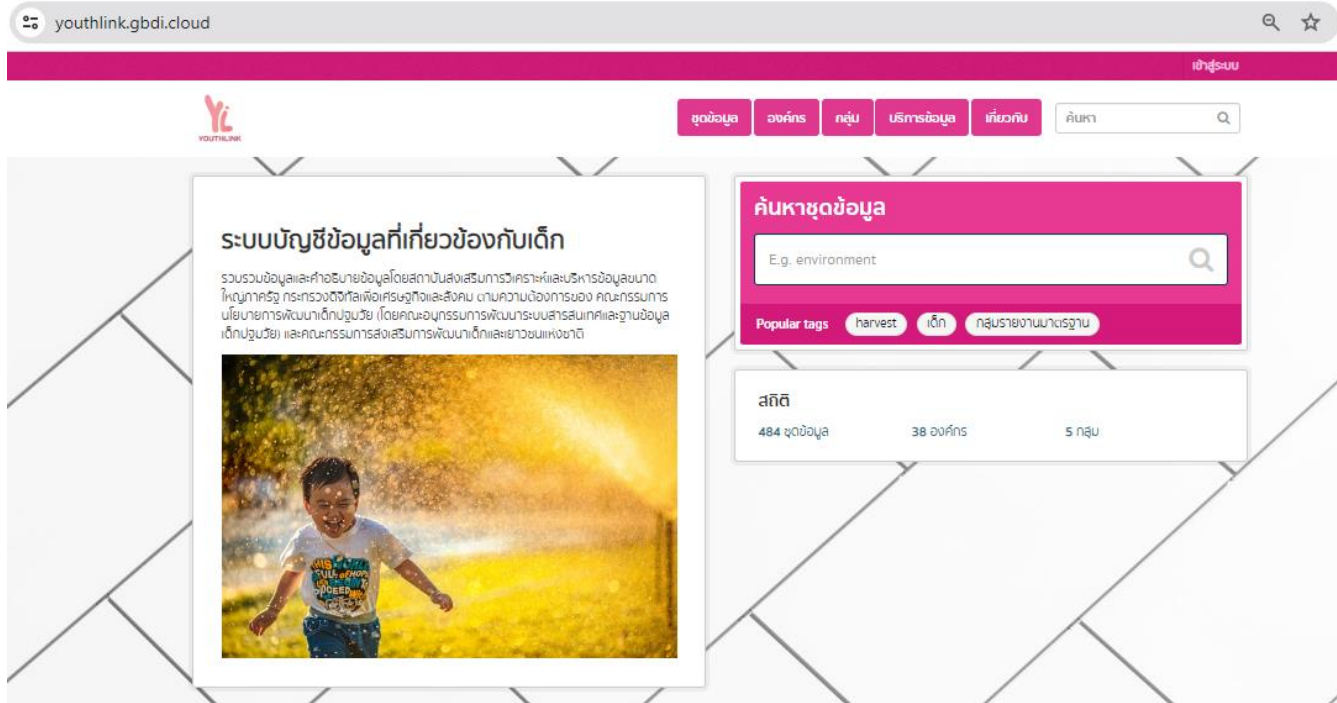 youthlink.gbdi.cloud
เข้าสู่ระบบ
Yi
YOUTHLINK
ชุดข้อมูล องค์กร กลุ่ม บริการข้อมูล เกี่ยวกับ ค้นหา
ระบบบัญชีข้อมูลที่เกี่ยวข้องกับเด็ก
รวบรวมข้อมูลและคำอธิบายข้อมูลโดยสถาบันส่งเสริมการวิเคราะห์และบริหารข้อมูลขนาด
ใหญ่ภาครัฐ กระทรวงดิจิทัลเพื่อเศรษฐกิจและสังคม ตามความต้องการของ คณะกรรมการ
นโยบายการพัฒนาเด็กปฐมวัย (โดยคณะอนุกรรมการพัฒนาระบบสารสนเทศและฐานข้อมูล
เด็กปฐมวัย) และคณะกรรมการส่งเสริมการพัฒนาเด็กและเยาวชนแห่งชาติ
THIS WORLD
FULL OF HOPE
PROCEED
ค้นหาชุดข้อมูล
E.g. environment
Popular tags harvest เด็ก กลุ่มรายงานมาตรฐาน
สถิติ
484 ชุดข้อมูล 38 องค์กร 5 กลุ่ม